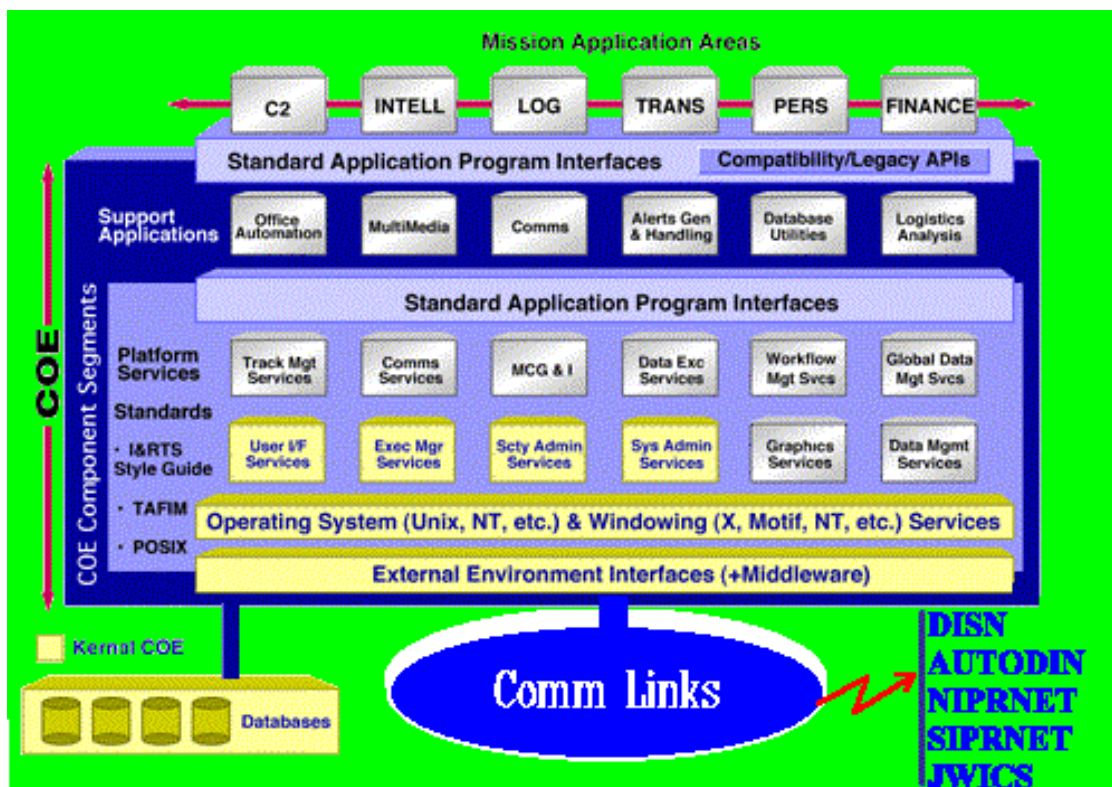 Mission Application Areas
C2
INTELL
LOG
TRANS
PERS
FINANCE
Standard Application Program Interfaces
Compatibility/Legacy APIs
COE
COE Component Segments
Support
Applications
Office
Automation
MultiMedia
Comms
Alerts Gen
& Handling
Database
Utilities
Logistics
Analysis
Standard Application Program Interfaces
Platform
Services
Track Mgt
Services
Comms
Services
MCG & I
Data Exc
Services
Workflow
Mgt Svcs
Global Data
Mgt Svcs
Standards
· I&RTS
Style Guide
· TAFIM
· POSIX
User I/F
Services
Exec Mgr
Services
Scty Admin
Services
Sys Admin
Services
Graphics
Services
Data Mgmt
Services
Operating System (Unix, NT, etc.) & Windowing (X, Motif, NT, etc.) Services
External Environment Interfaces (+Middleware)
Kernal COE
Databases
Comm Links
DISN
AUTODIN
NIPRNET
SIPRNET
JWICS